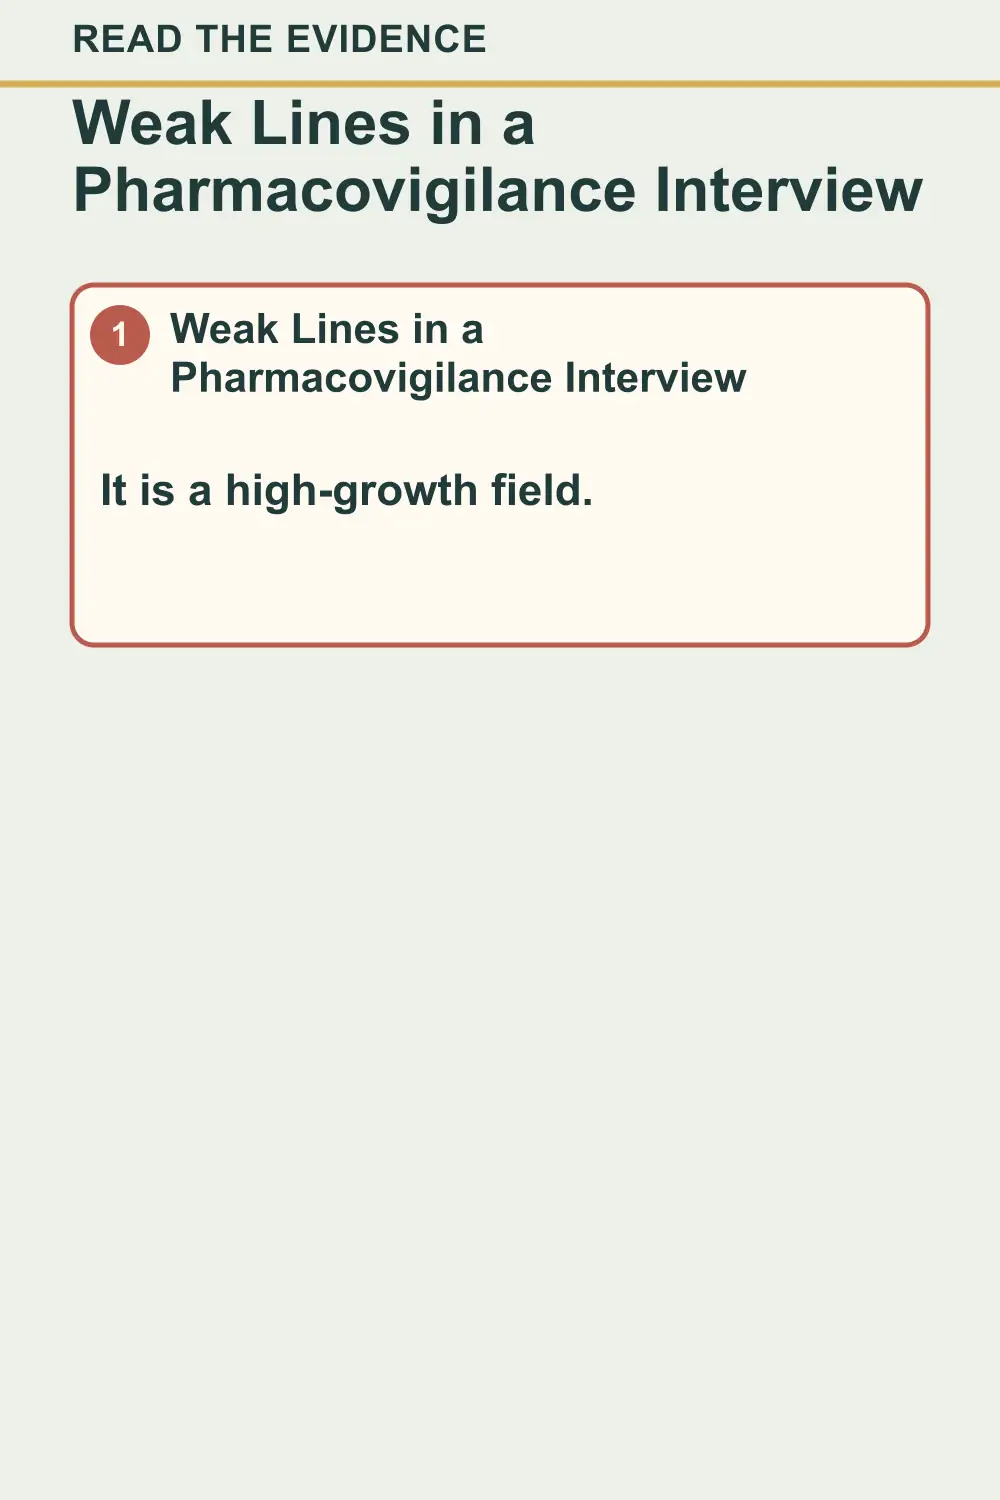 READ THE EVIDENCE
Weak Lines in a
Pharmacovigilance Interview
1
Weak Lines in a
Pharmacovigilance Interview
It is a high-growth field.